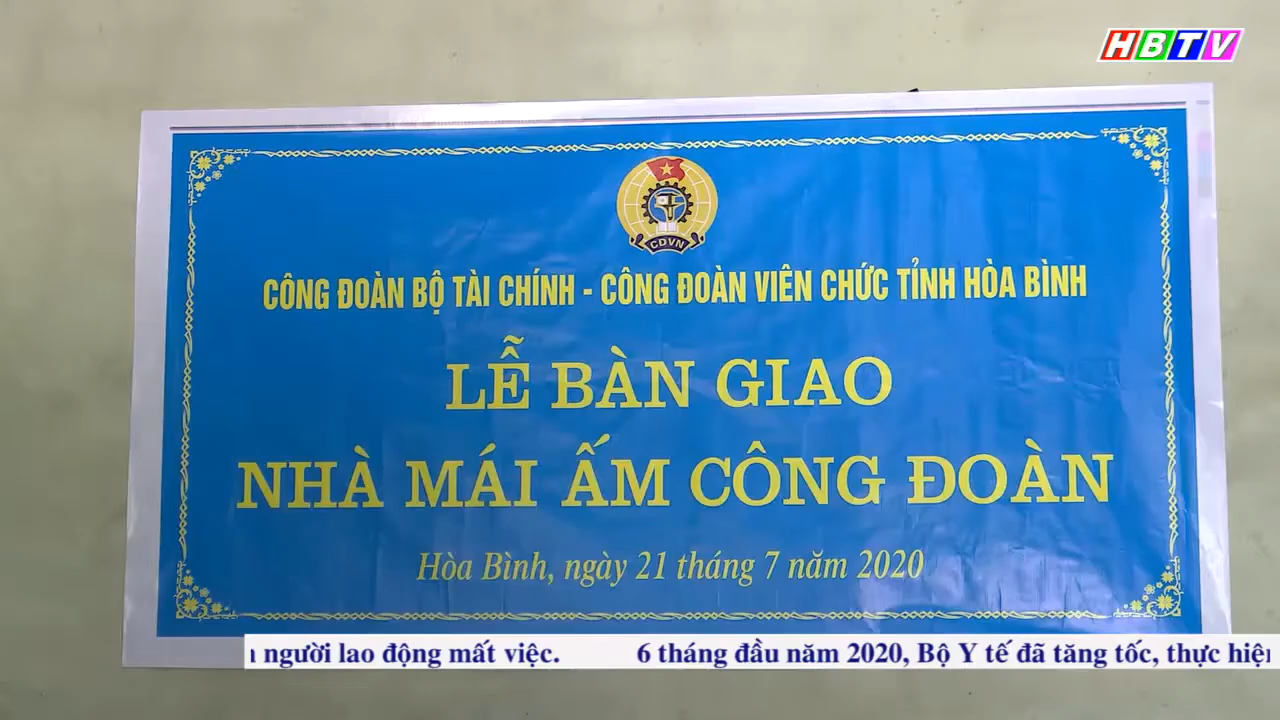 HBTV
CDVN
CÔNG ĐOÀN BỘ TÀI CHÍNH - CÔNG ĐOÀN VIÊN CHỨC TỈNH HÒA BÌNH
LỄ BÀN GIAO
NHÀ MÁI ẤM CÔNG ĐOÀN
Hòa Bình, ngày 21 tháng 7 năm 2020
người lao động mất việc. 6 tháng đầu năm 2020, Bộ Y tế đã tăng tốc, thực hiện